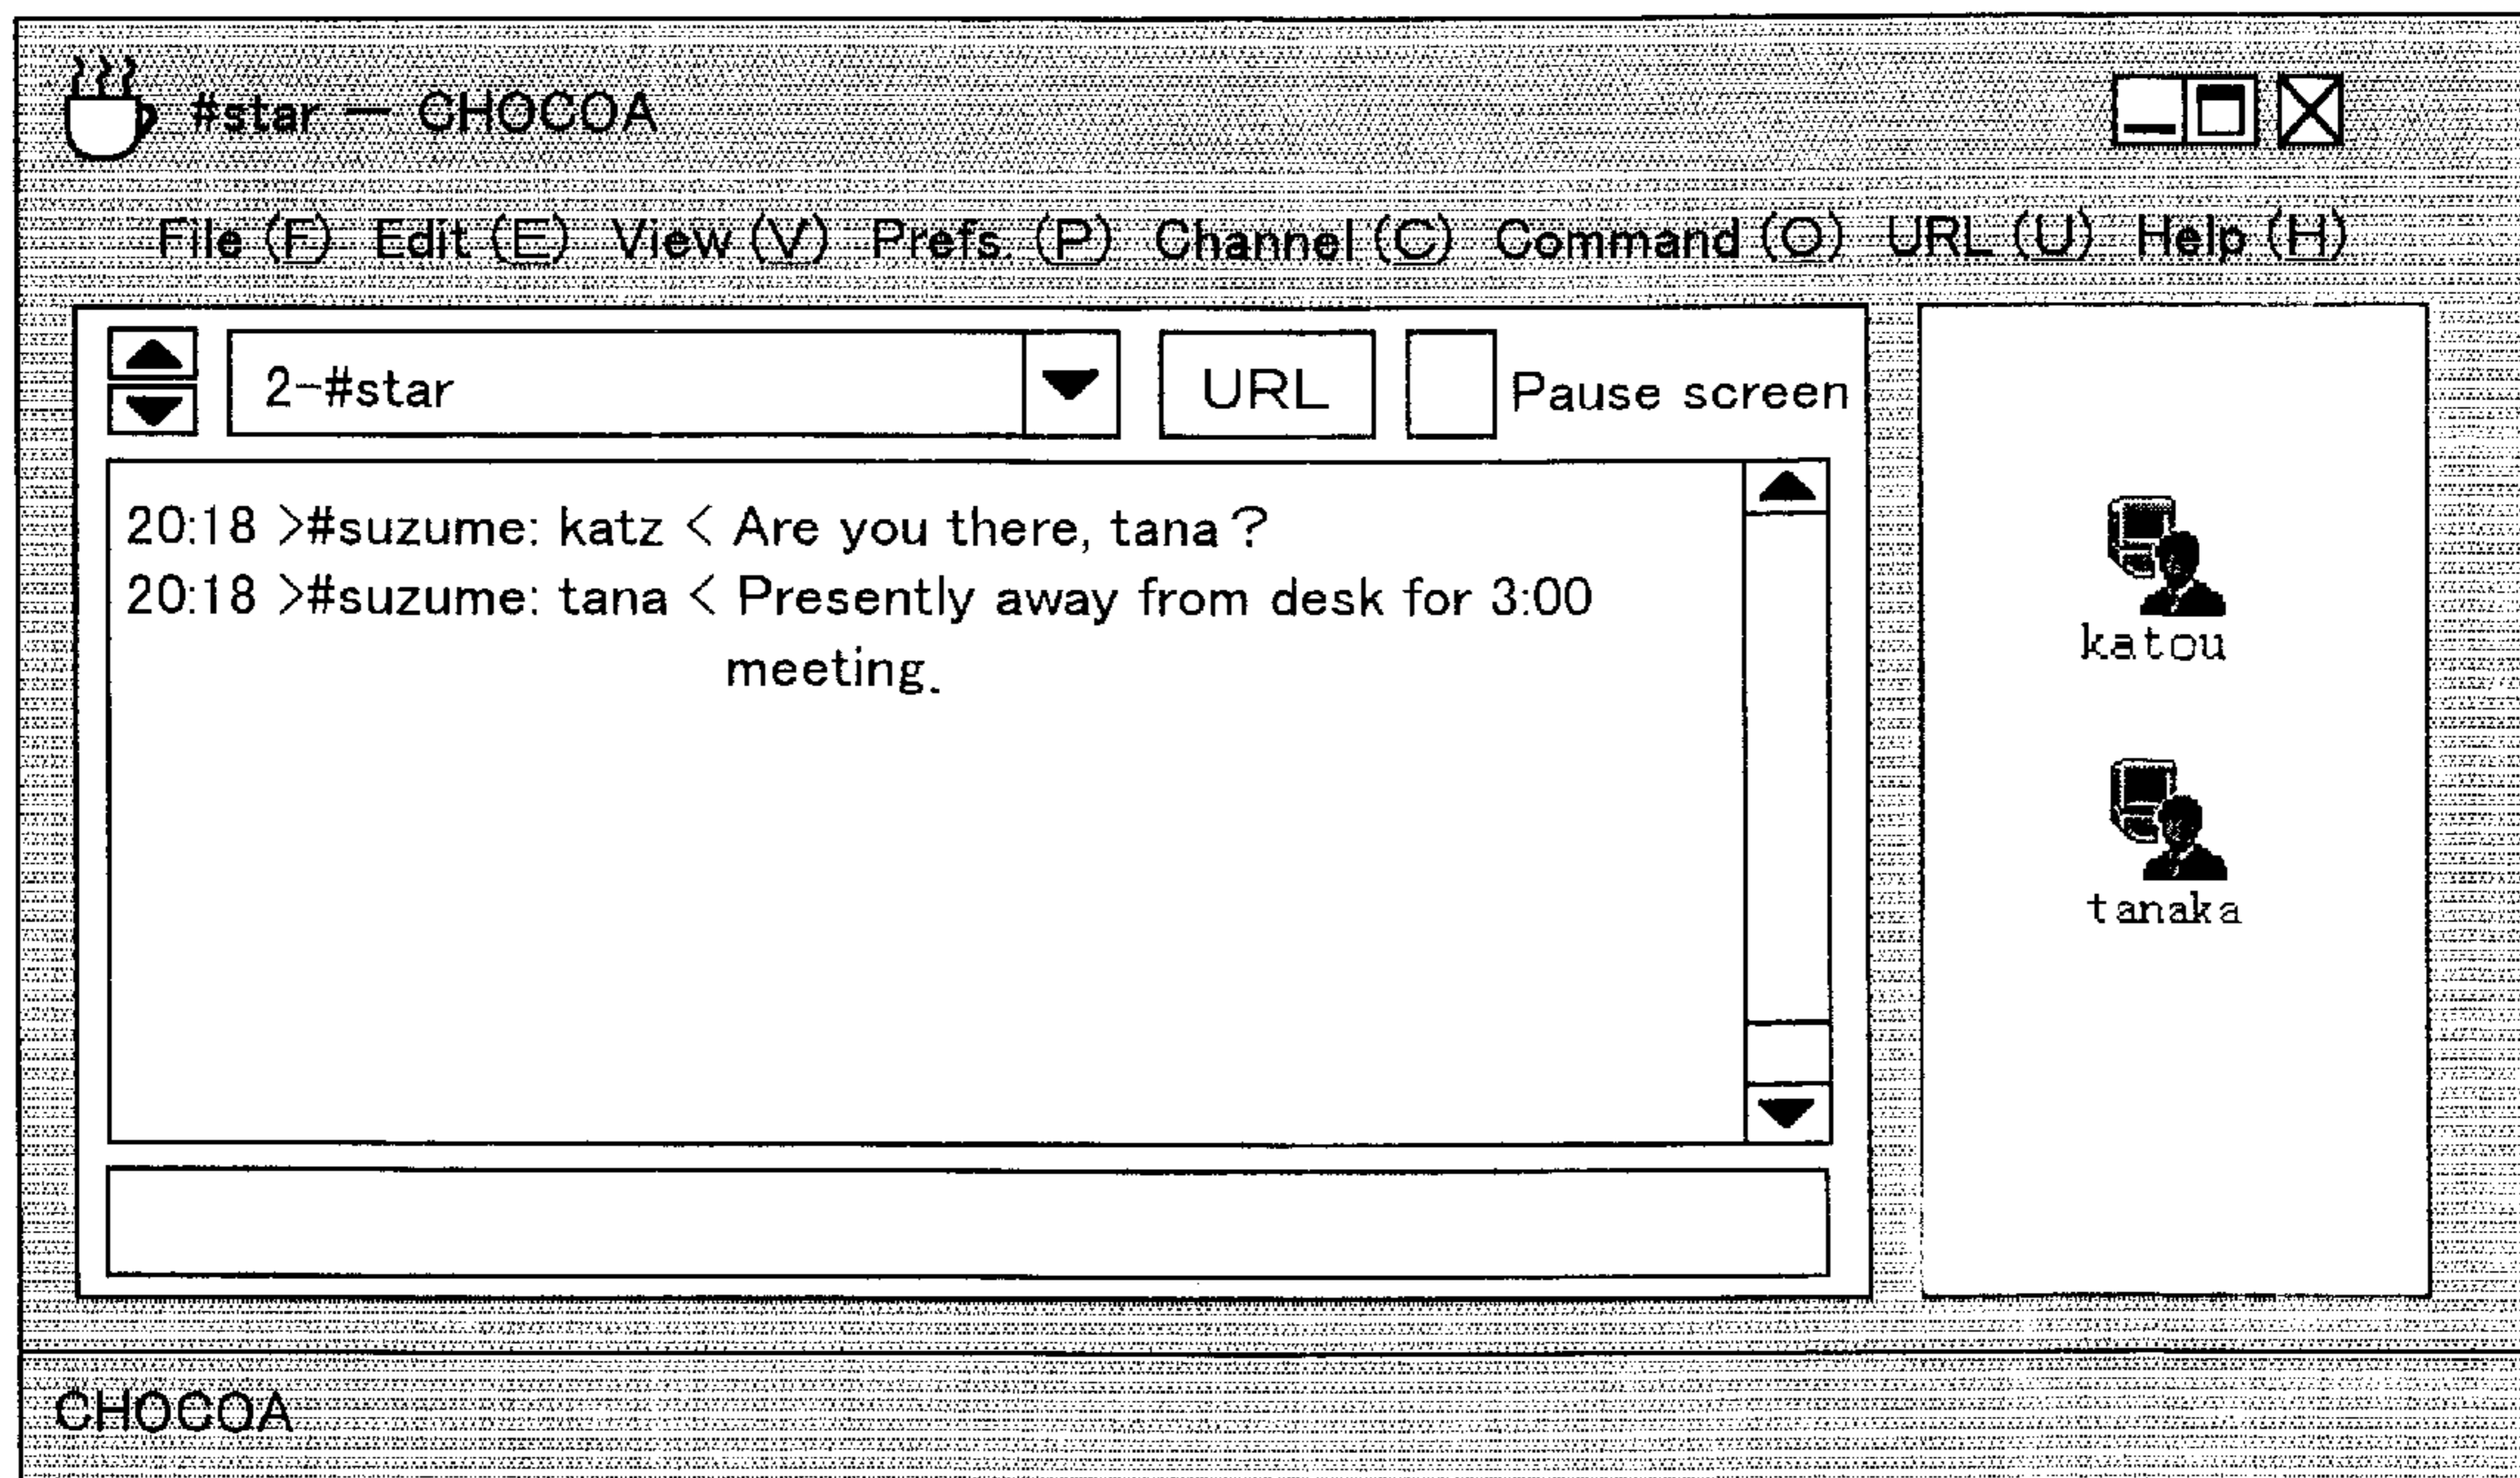 #star — CHOCOA
File (F) Edit (E) View (V) Prefs. (P) Channel (C) Command (O) URL (U) Help (H)
2-#star URL Pause screen
20:18 >#suzume: katz < Are you there, tana?
20:18 >#suzume: tana < Presently away from desk for 3:00
meeting.
katou
tanaka
CHOCOA